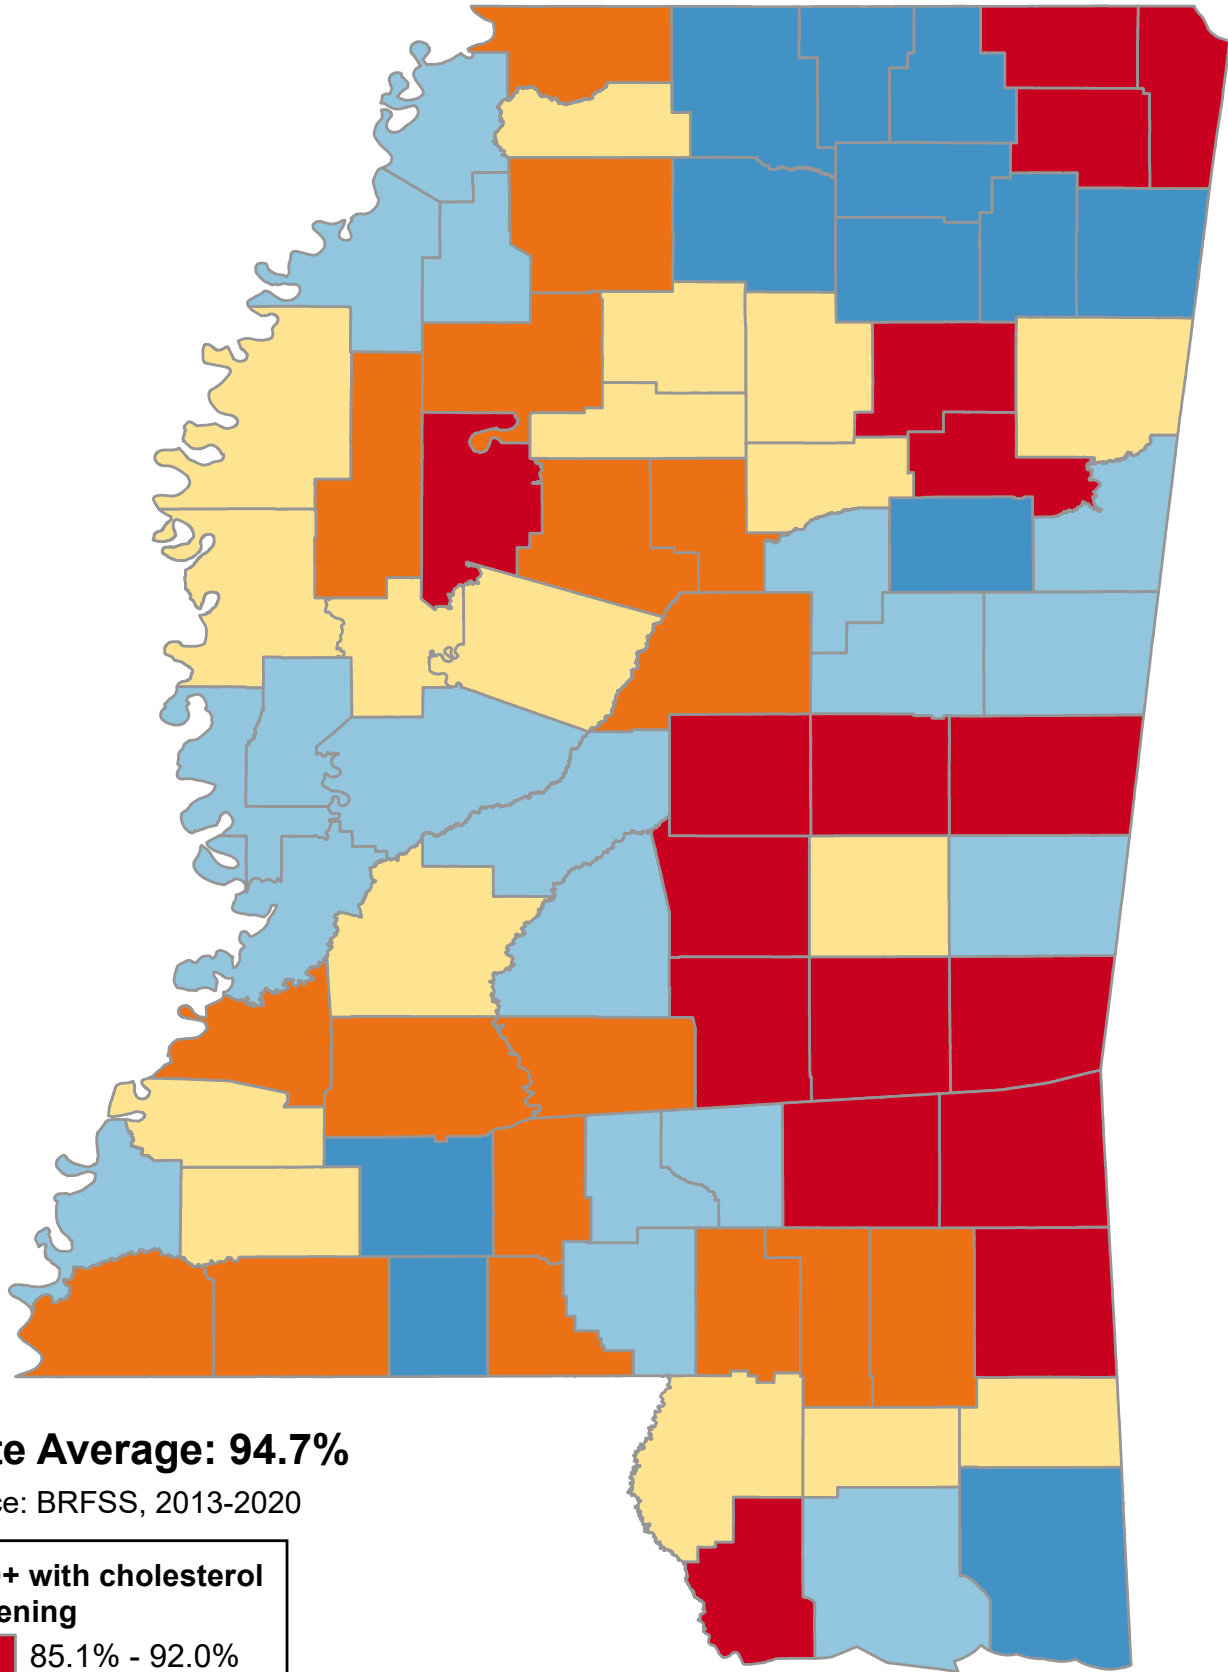 te Average: 94.7%
ce: BRFSS, 2013-2020
+ with cholesterol
ening
85.1% - 92.0%